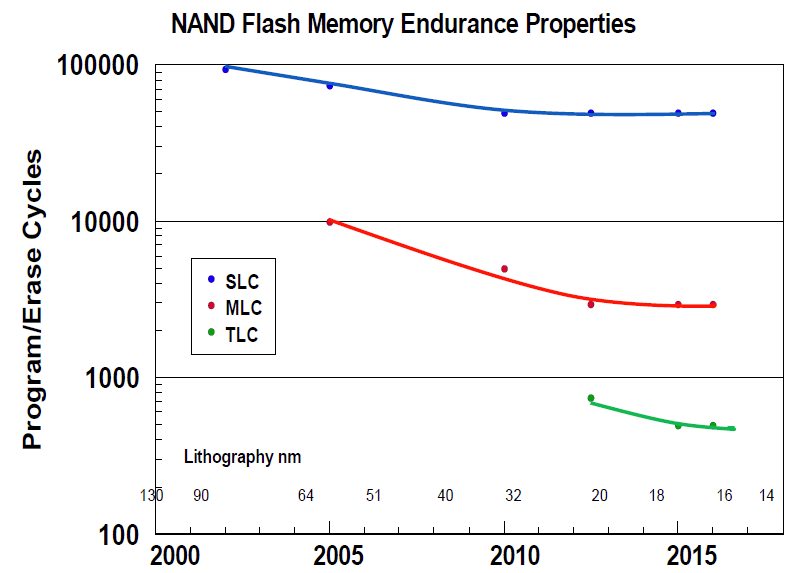 NAND Flash Memory Endurance Properties
100000
10000
1000
100
Program/Erase Cycles
SLC
MLC
TLC
Lithography nm
130 90 64 51 40 32 20 18 16 14
2000 2005 2010 2015